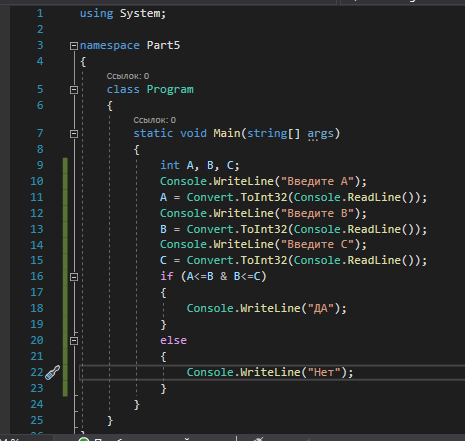 1 using System;
2
3 namespace Part5
4 {
Ссылок: 0
5 class Program
6 {
Ссылок: 0
7 static void Main(string[] args)
8 {
9 int A, B, C;
10 Console.WriteLine("Введите A");
11 A = Convert.ToInt32(Console.ReadLine());
12 Console.WriteLine("Введите B");
13 B = Convert.ToInt32(Console.ReadLine());
14 Console.WriteLine("Введите C");
15 C = Convert.ToInt32(Console.ReadLine());
16 if (A<=B & B<=C)
17 {
18 Console.WriteLine("ДА");
19 }
20 else
21 {
22 Console.WriteLine("Нет");
23 }
24 }
25 }